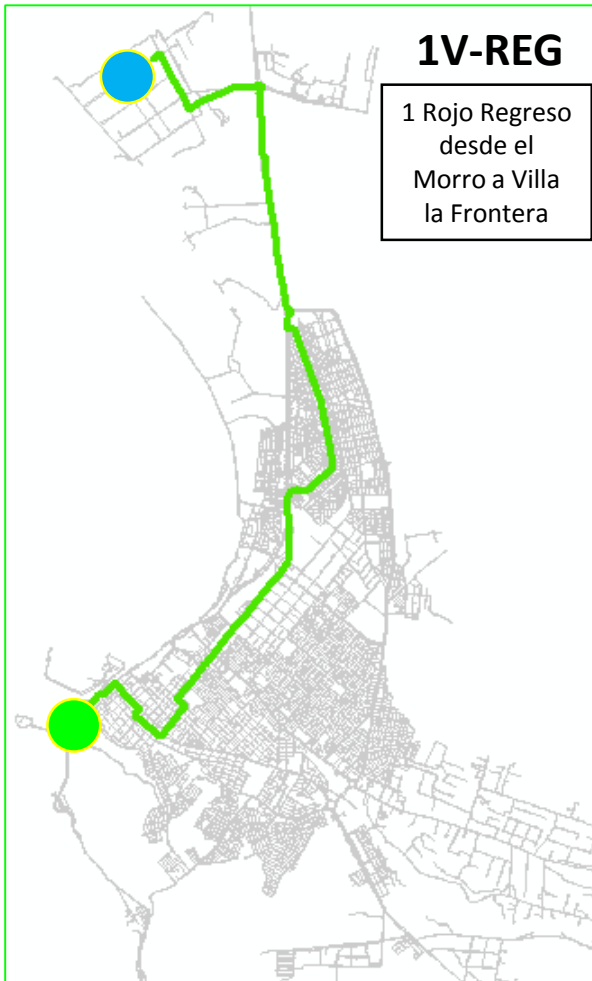 1V-REG
1 Rojo Regreso
desde el
Morro a Villa
la Frontera